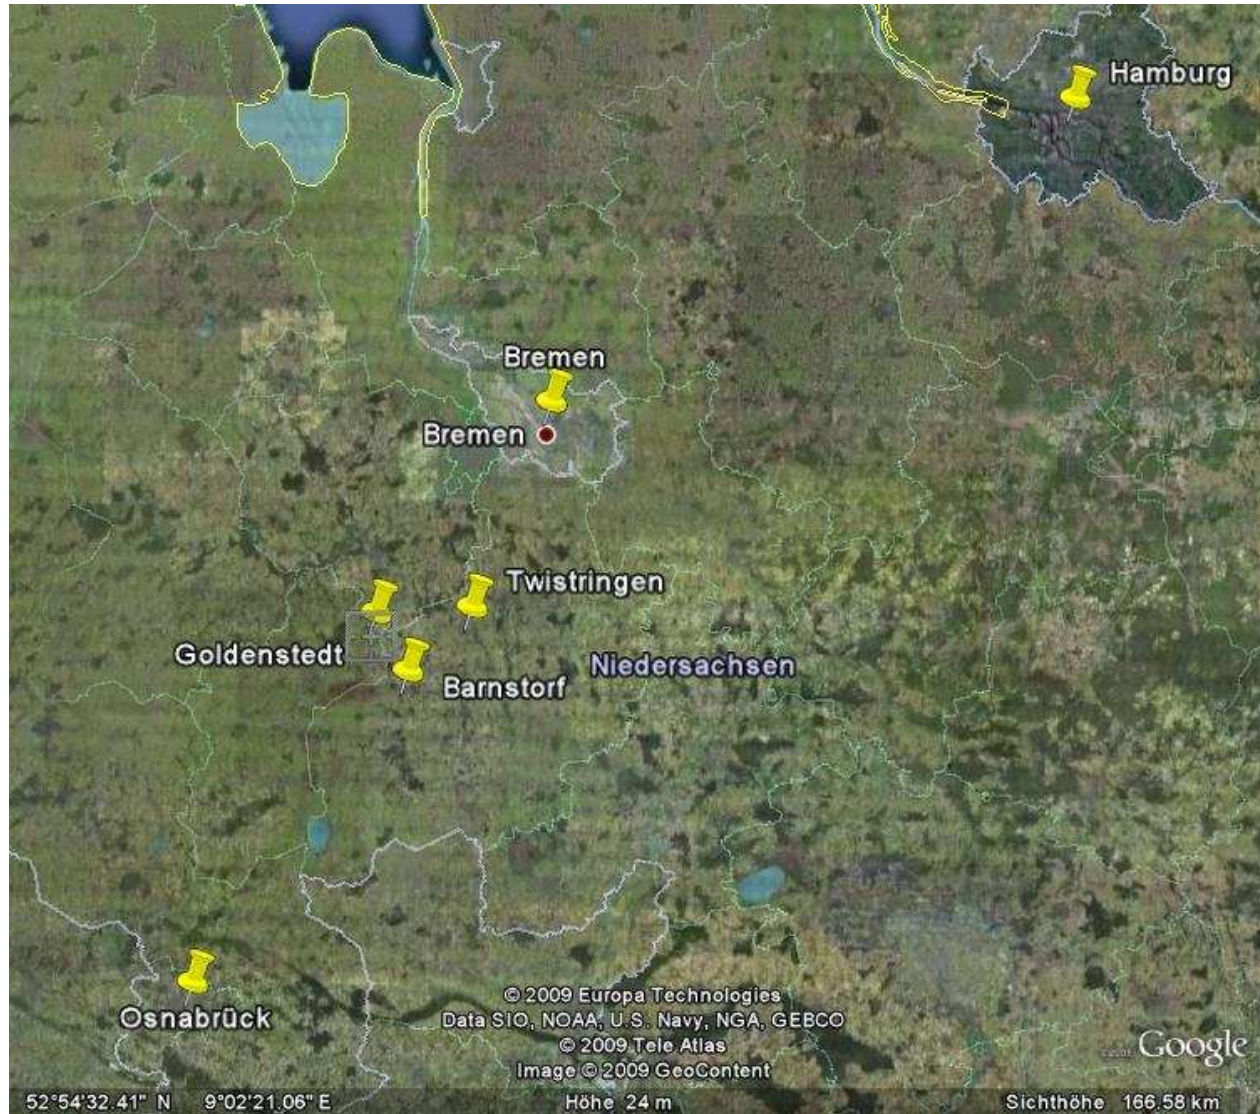 Hamburg
Bremen
Bremen
Twistringen
Goldenstedt
Niedersachsen
Barnstorf
Osnabrück
© 2009 Europa Technologies
Data SIO, NOAA, U.S. Navy, NGA, GEBCO
© 2009 Tele Atlas
Image © 2009 GeoContent
Google
52°54'32.41" N 9°02'21.06" E Höhe 24 m Sichthöhe 166.58 km